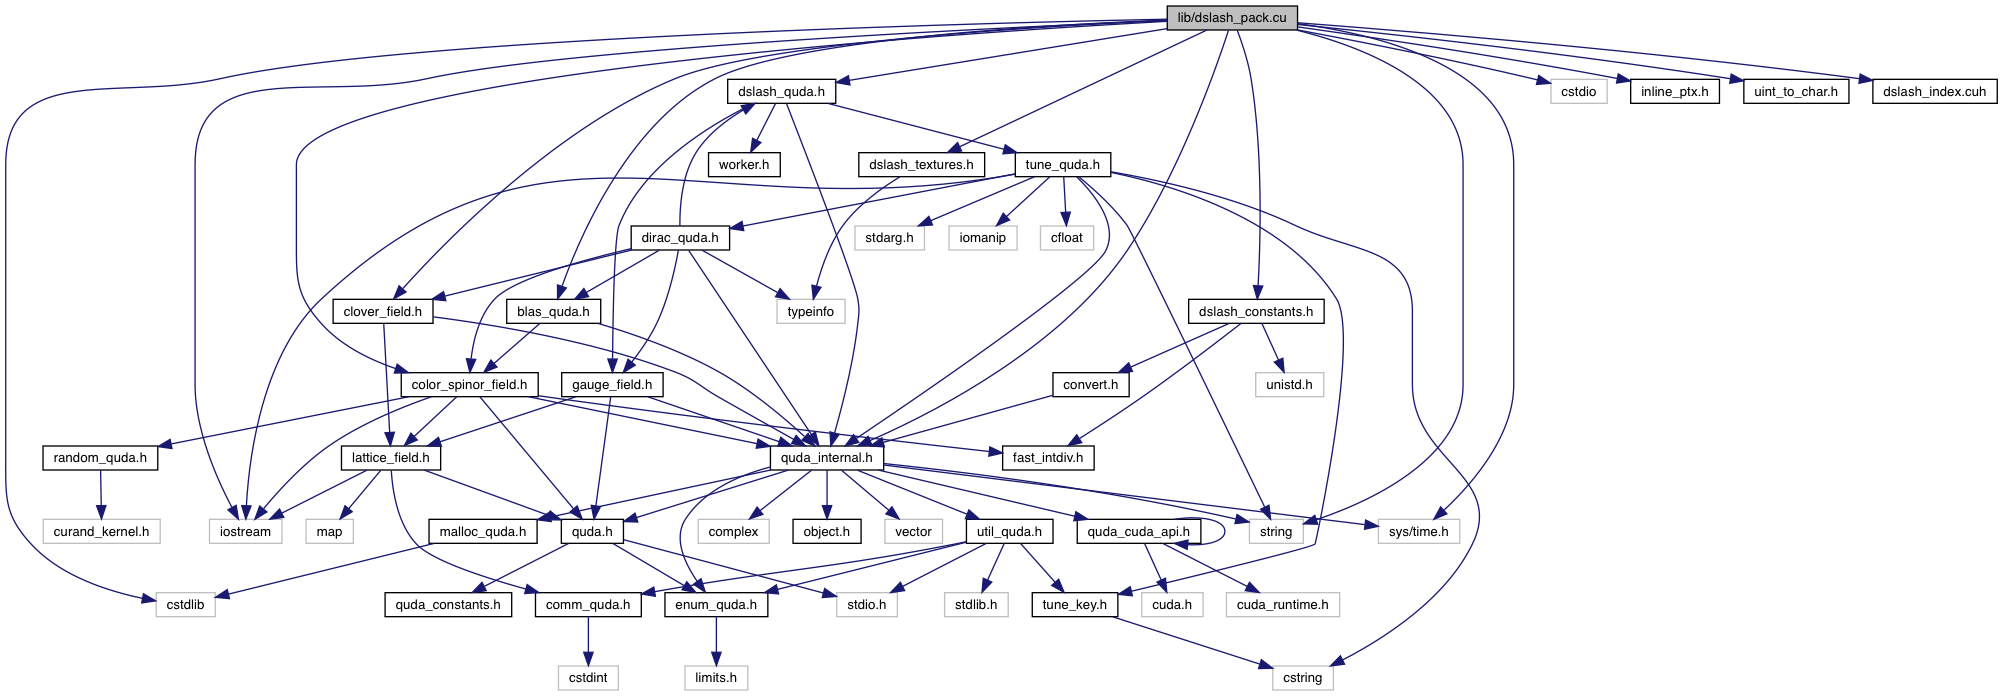 lib/dslash_pack.cu
dslash_quda.h
cstdio
inline_ptx.h
uint_to_char.h
dslash_index.cuh
worker.h
dslash_textures.h
tune_quda.h
dirac_quda.h
stdarg.h
iomanip
cfloat
clover_field.h
blas_quda.h
typeinfo
dslash_constants.h
color_spinor_field.h
gauge_field.h
convert.h
unistd.h
random_quda.h
lattice_field.h
quda_internal.h
fast_intdiv.h
curand_kernel.h
iostream
map
malloc_quda.h
quda.h
complex
object.h
vector
util_quda.h
quda_cuda_api.h
string
sys/time.h
cstdlib
quda_constants.h
comm_quda.h
enum_quda.h
stdio.h
stdlib.h
tune_key.h
cuda.h
cuda_runtime.h
cstdint
limits.h
cstring